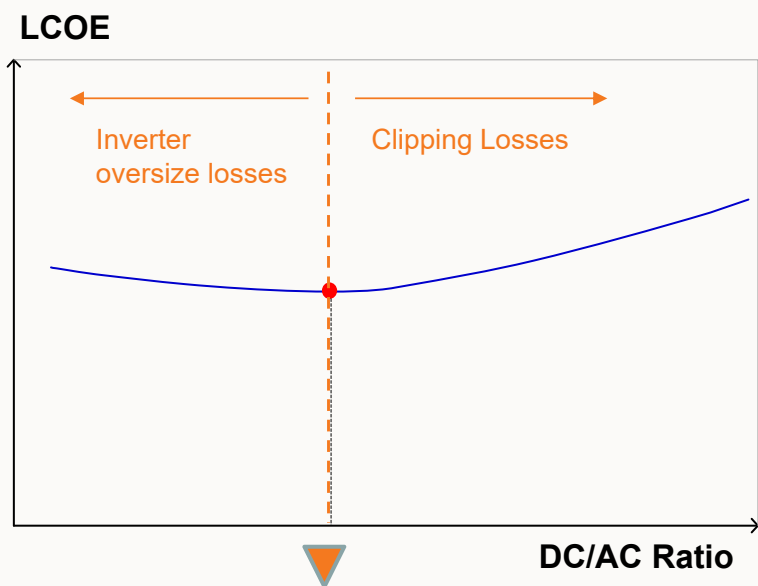 LCOE
Inverter
oversize losses
Clipping Losses
DC/AC Ratio